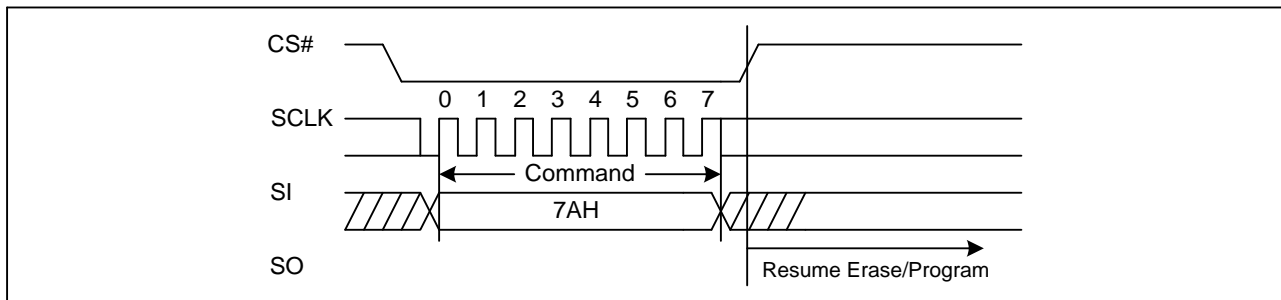 CS#
0 1 2 3 4 5 6 7
SCLK
Command
SI
7AH
SO
Resume Erase/Program